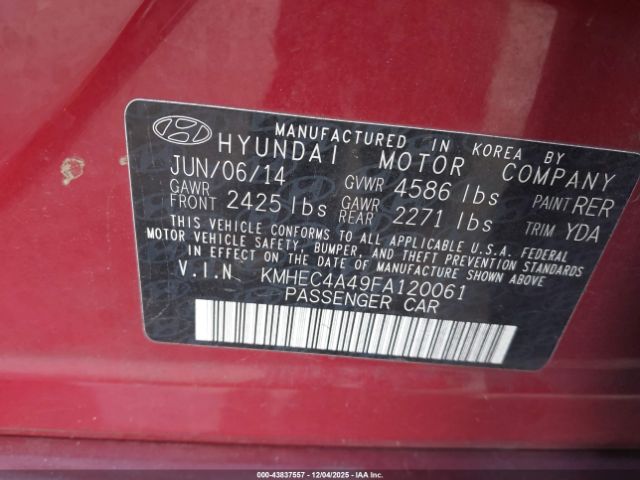 MANUFACTURED IN KOREA BY
HYUNDAI MOTOR COMPANY
JUN/06/14 GVWR 4586 lbs PAINT RER
GAWR FRONT 2425 lbs GAWR REAR 2271 lbs TRIM YDA
THIS VEHICLE CONFORMS TO ALL APPLICABLE U.S.A. FEDERAL
MOTOR VEHICLE SAFETY, BUMPER, AND THEFT PREVENTION STANDARDS
IN EFFECT ON THE DATE OF MANUFACTURE SHOWN ABOVE
V.I.N. KMHEC4A49FA120061
PASSENGER CAR
000-43837557 - 12/04/2025 - IAAI.CA